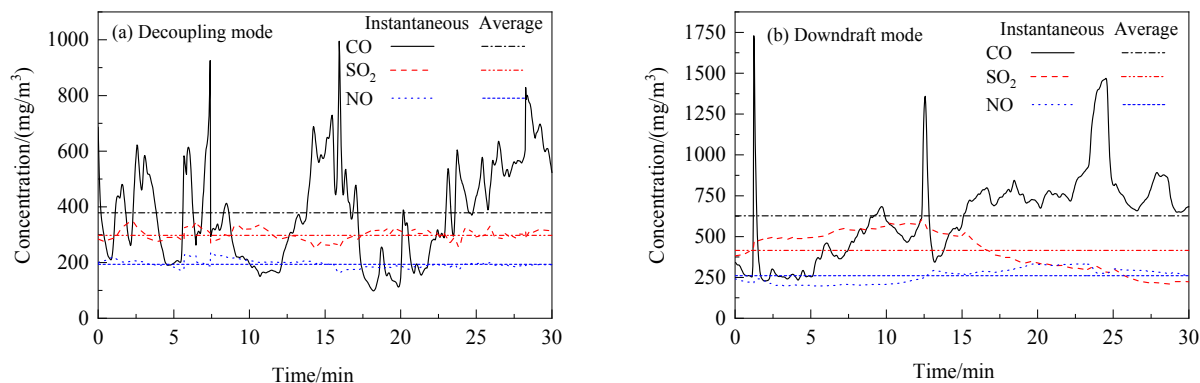 (a) Decoupling mode
Instantaneous Average
CO
SO2
NO
Concentration/(mg/m3)
1000
800
600
400
200
0
0 5 10 15 20 25 30
Time/min
(b) Downdraft mode
Instantaneous Average
CO
SO2
NO
Concentration/(mg/m3)
1750
1500
1250
1000
750
500
250
0
0 5 10 15 20 25 30
Time/min